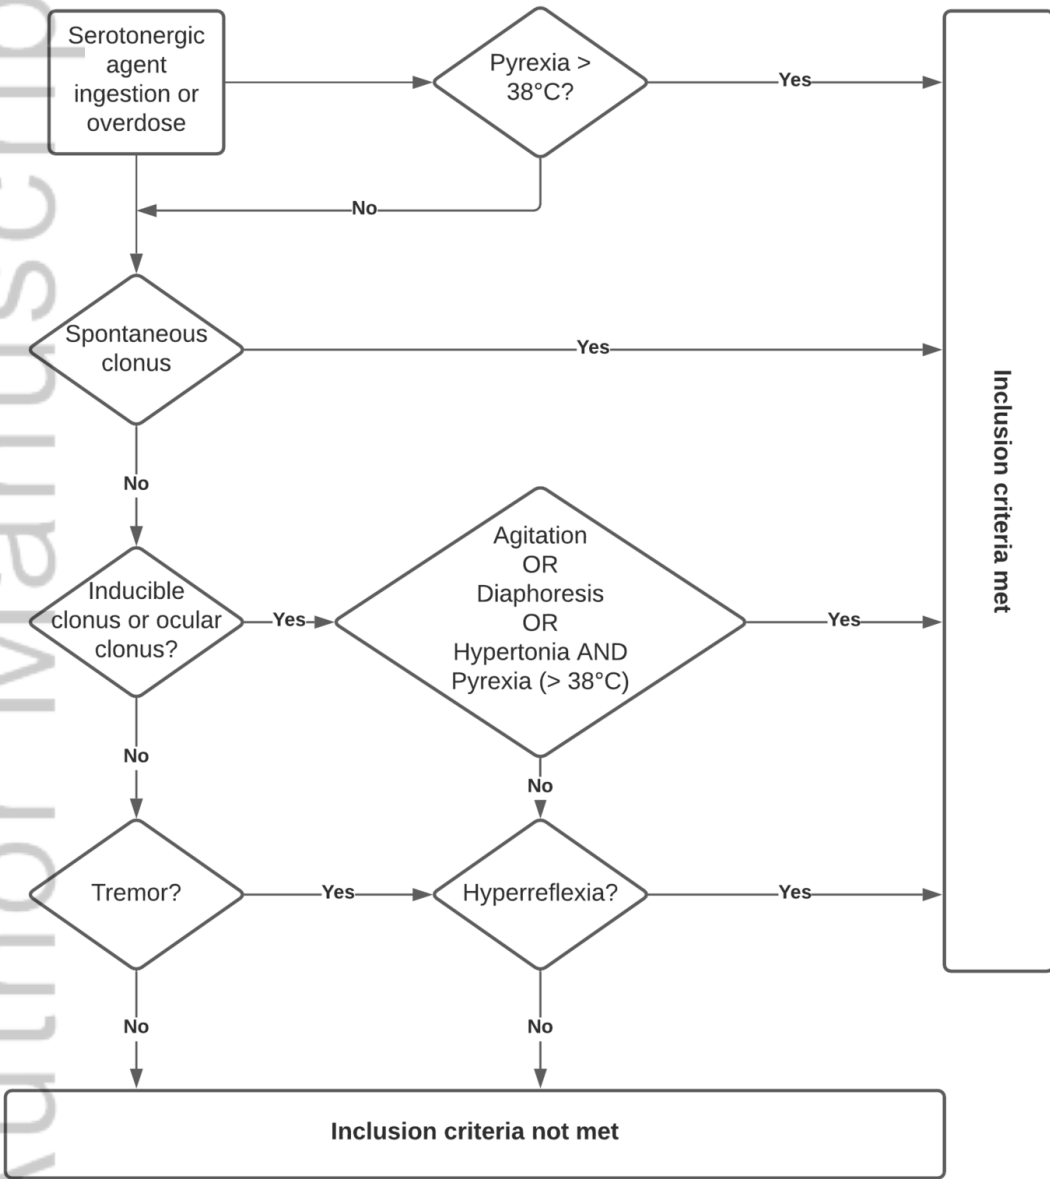 Serotonergic
agent
ingestion or
overdose
Pyrexia >
38°C?
Yes
No
Spontaneous
clonus
Yes
No
Inducible
clonus or ocular
clonus?
Yes
Agitation
OR
Diaphoresis
OR
Hypertonia AND
Pyrexia (> 38°C)
Yes
No
No
Tremor?
Yes
Hyperreflexia?
Yes
No
No
Inclusion criteria met
Inclusion criteria not met